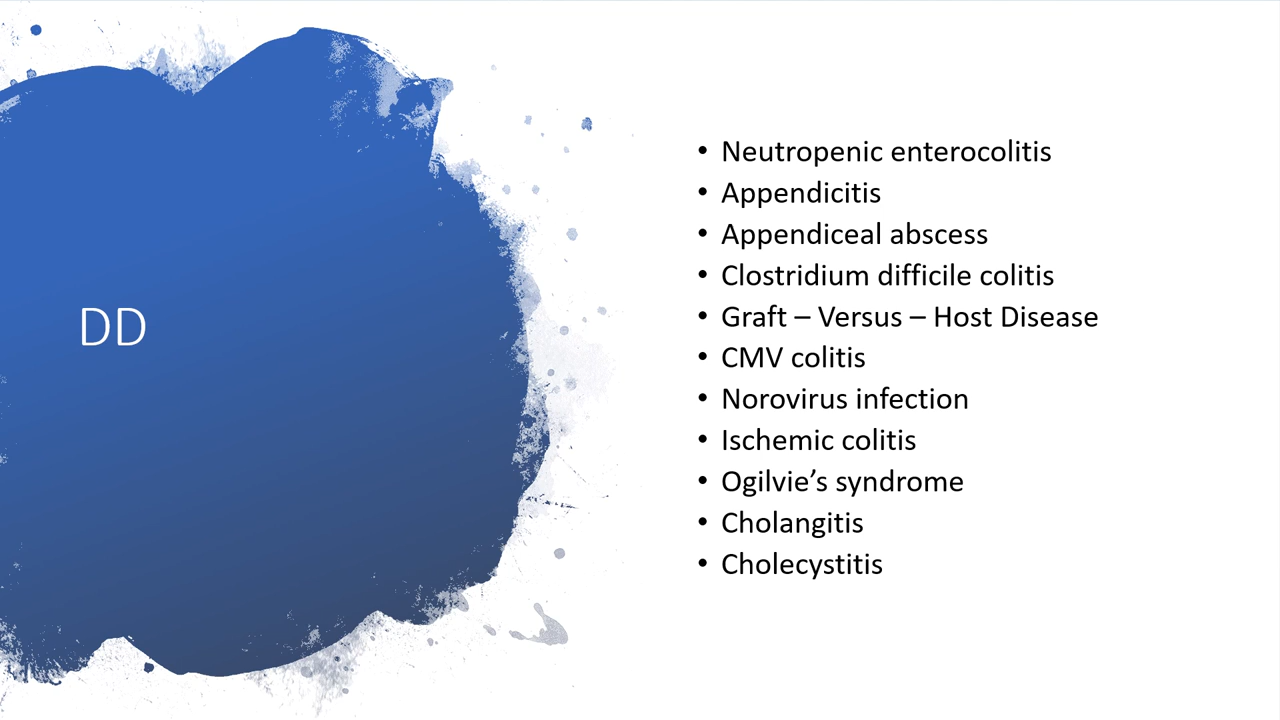 DD
• Neutropenic enterocolitis
• Appendicitis
• Appendiceal abscess
• Clostridium difficile colitis
• Graft – Versus – Host Disease
• CMV colitis
• Norovirus infection
• Ischemic colitis
• Ogilvie’s syndrome
• Cholangitis
• Cholecystitis